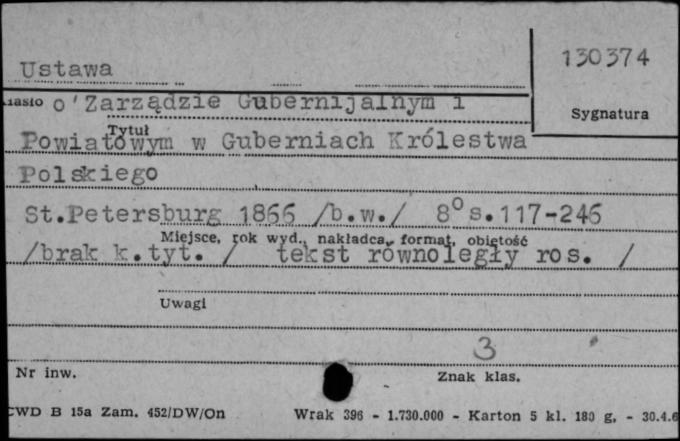 130374
Ustawa
Sygnatura
o Zarządzie Gubernijalnym i
Tytuł
Powiatowym w Guberniach Królestwa
Polskiego
St.Petersburg 1866 /b.w./ 8° s.117-246
Miejsce, rok wyd., nakładca, format, objętość
/brak k.tyt. / tekst równoległy ros. /
Uwagi
3
Nr inw.
Znak klas.
CWD B 15a Zam. 452/DW/On Wrak 396 - 1.730.000 - Karton 5 kl. 180 g. - 30.4.6